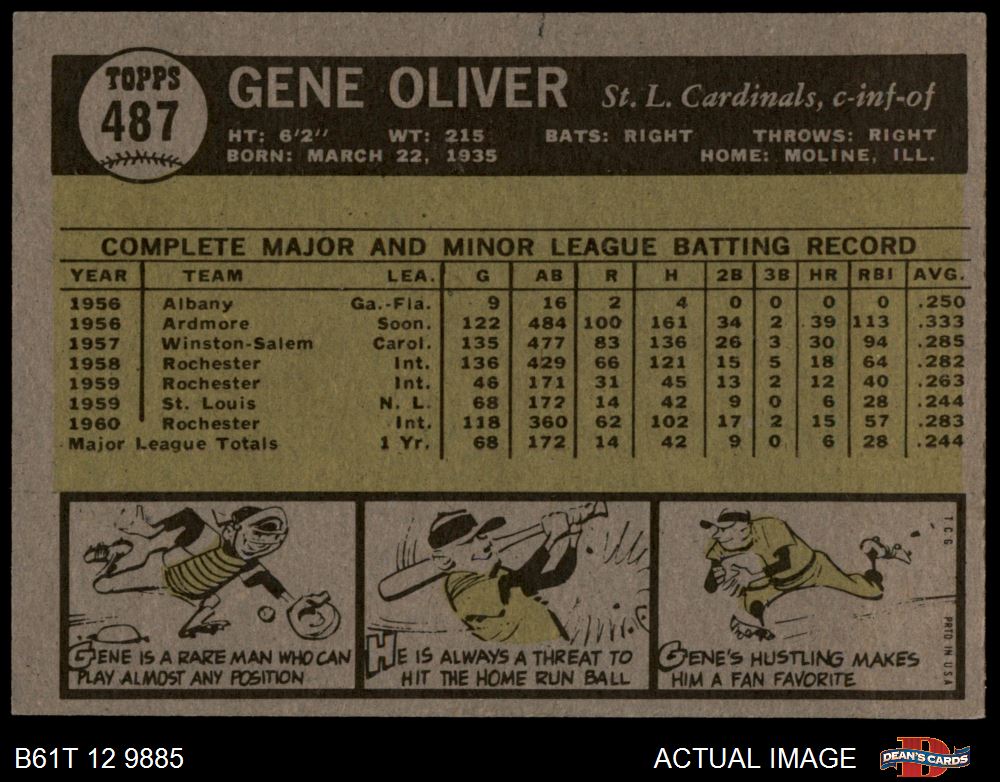 TOPPS
487
GENE OLIVER St. L. Cardinals, c-inf-of
HT: 6'2" WT: 215 BATS: RIGHT THROWS: RIGHT
BORN: MARCH 22, 1935 HOME: MOLINE, ILL.
COMPLETE MAJOR AND MINOR LEAGUE BATTING RECORD
YEAR TEAM LEA. G AB R H 2B 3B HR RBI AVG.
1956 Albany Ga.-Fla. 9 16 2 4 0 0 0 0 .250
1956 Ardmore Soon. 122 484 100 161 34 2 39 113 .333
1957 Winston-Salem Carol. 135 477 83 136 26 3 30 94 .285
1958 Rochester Int. 136 429 66 121 15 5 18 64 .282
1959 Rochester Int. 46 171 31 45 13 2 12 40 .263
1959 St. Louis N. L. 68 172 14 42 9 0 6 28 .244
1960 Rochester Int. 118 360 62 102 17 2 15 57 .283
Major League Totals 1 Yr. 68 172 14 42 9 0 6 28 .244
GENE IS A RARE MAN WHO CAN
PLAY ALMOST ANY POSITION
HE IS ALWAYS A THREAT TO
HIT THE HOME RUN BALL
GENE'S HUSTLING MAKES
HIM A FAN FAVORITE
T.C.G. PRTD IN USA
B61T 12 9885 ACTUAL IMAGE DEAN'S CARDS